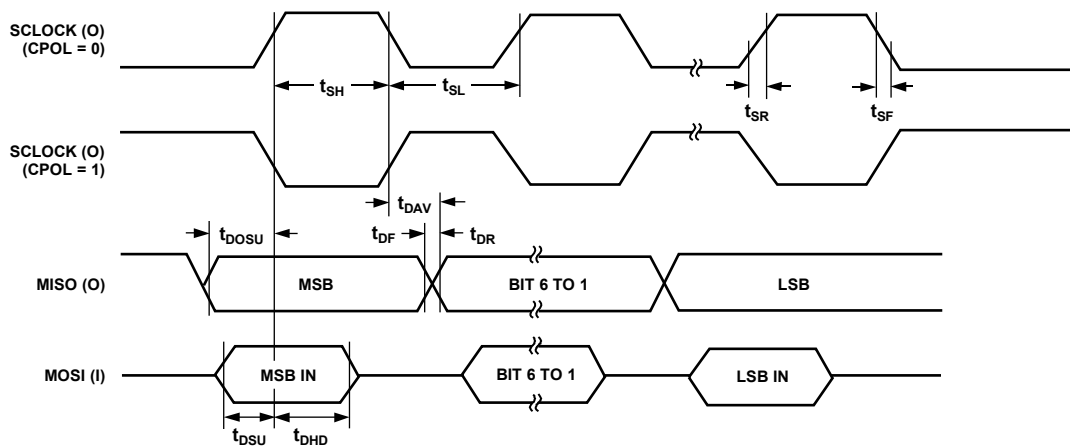 SCLOCK (O)
(CPOL = 0)
tSH
tSL
tSR
tSF
SCLOCK (O)
(CPOL = 1)
tDAV
tDOSU
tDF
tDR
MISO (O)
MSB
BIT 6 TO 1
LSB
MOSI (I)
MSB IN
BIT 6 TO 1
LSB IN
tDSU
tDHD